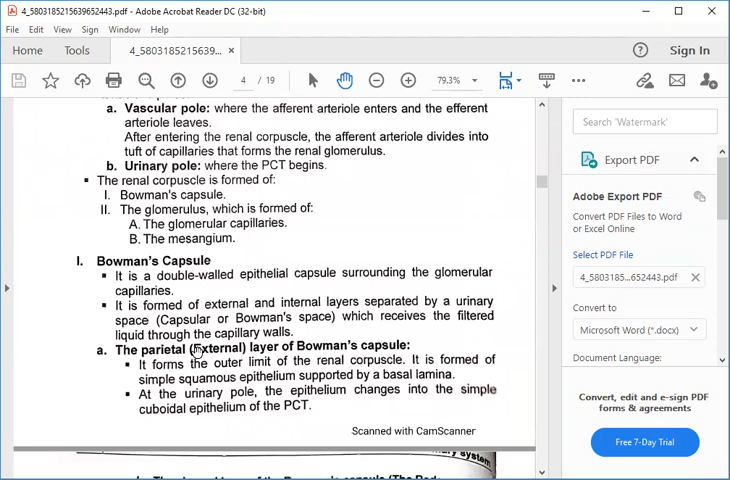 4_5803185215639652443.pdf - Adobe Acrobat Reader DC (32-bit)
File Edit View Sign Window Help
Home Tools 4_5803185215639... × Sign In
4 / 19 79.3%
a. Vascular pole: where the afferent arteriole enters and the efferent
arteriole leaves.
After entering the renal corpuscle, the afferent arteriole divides into
tuft of capillaries that forms the renal glomerulus.
b. Urinary pole: where the PCT begins.
▪ The renal corpuscle is formed of:
I. Bowman's capsule.
II. The glomerulus, which is formed of:
A. The glomerular capillaries.
B. The mesangium.
I. Bowman's Capsule
▪ It is a double-walled epithelial capsule surrounding the glomerular
capillaries.
▪ It is formed of external and internal layers separated by a urinary
space (Capsular or Bowman's space) which receives the filtered
liquid through the capillary walls.
a. The parietal (External) layer of Bowman's capsule:
▪ It forms the outer limit of the renal corpuscle. It is formed of
simple squamous epithelium supported by a basal lamina.
▪ At the urinary pole, the epithelium changes into the simple
cuboidal epithelium of the PCT.
Scanned with CamScanner
Search 'Watermark'
Export PDF
Adobe Export PDF
Convert PDF Files to Word
or Excel Online
Select PDF File
4_5803185...652443.pdf ×
Convert to
Microsoft Word (*.docx)
Document Language:
Convert, edit and e-sign PDF
forms & agreements
Free 7-Day Trial